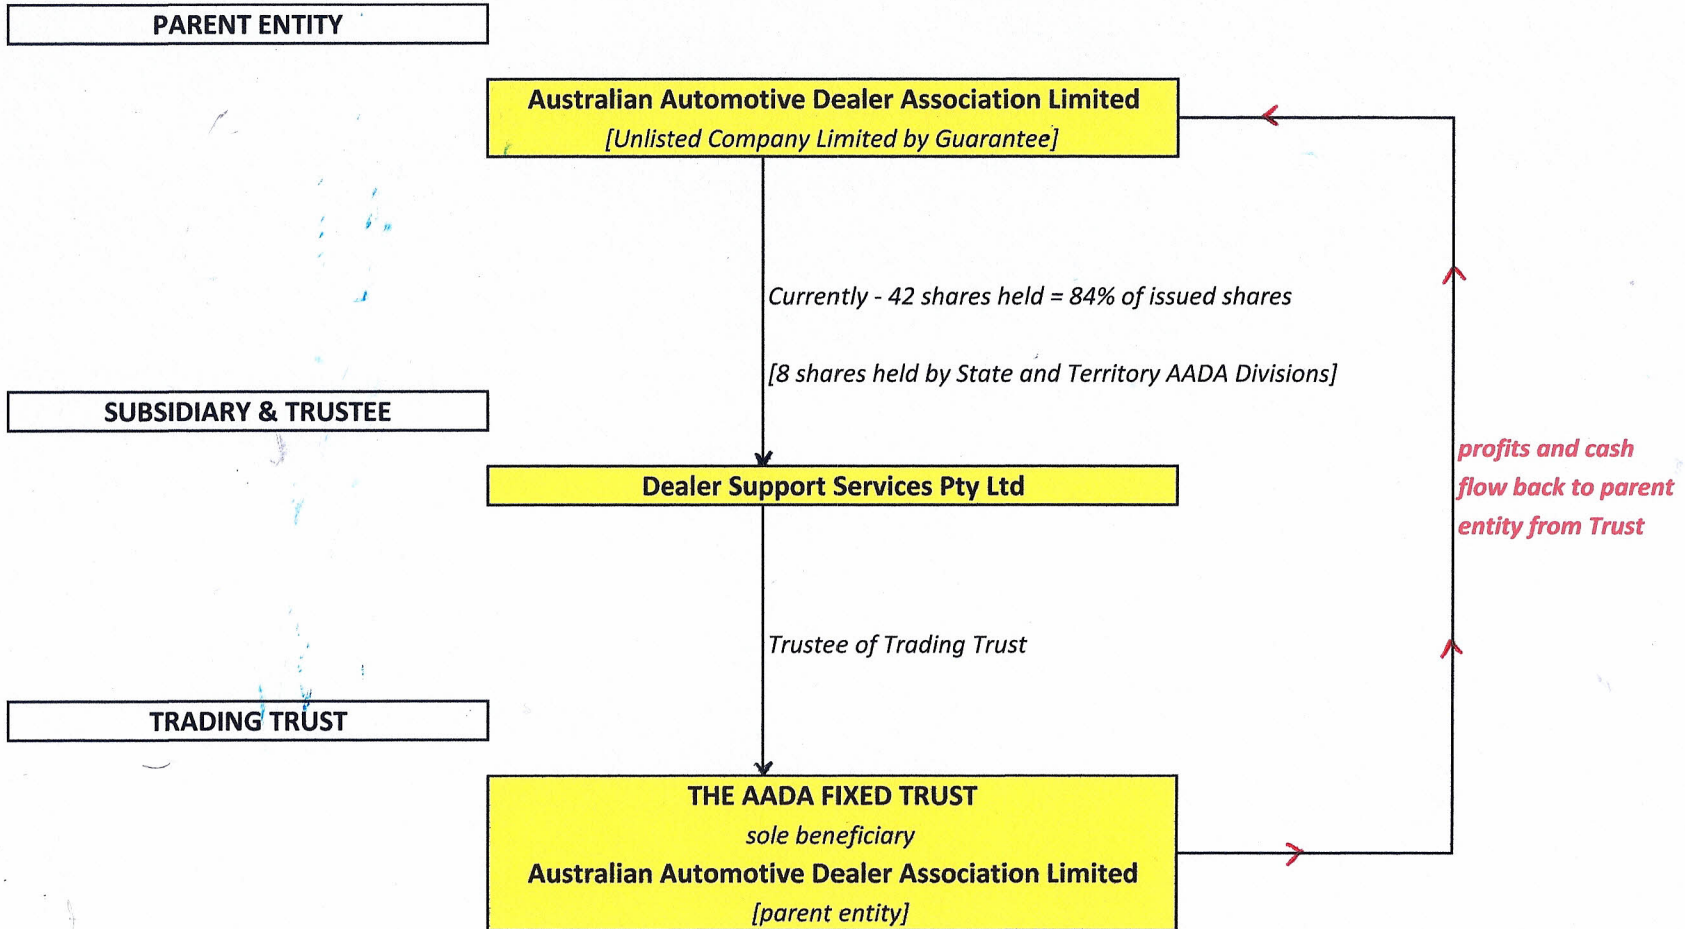 PARENT ENTITY
Australian Automotive Dealer Association Limited
[Unlisted Company Limited by Guarantee]
Currently - 42 shares held = 84% of issued shares
[8 shares held by State and Territory AADA Divisions]
SUBSIDIARY & TRUSTEE
profits and cash
flow back to parent
entity from Trust
Dealer Support Services Pty Ltd
Trustee of Trading Trust
TRADING TRUST
THE AADA FIXED TRUST
sole beneficiary
Australian Automotive Dealer Association Limited
[parent entity]